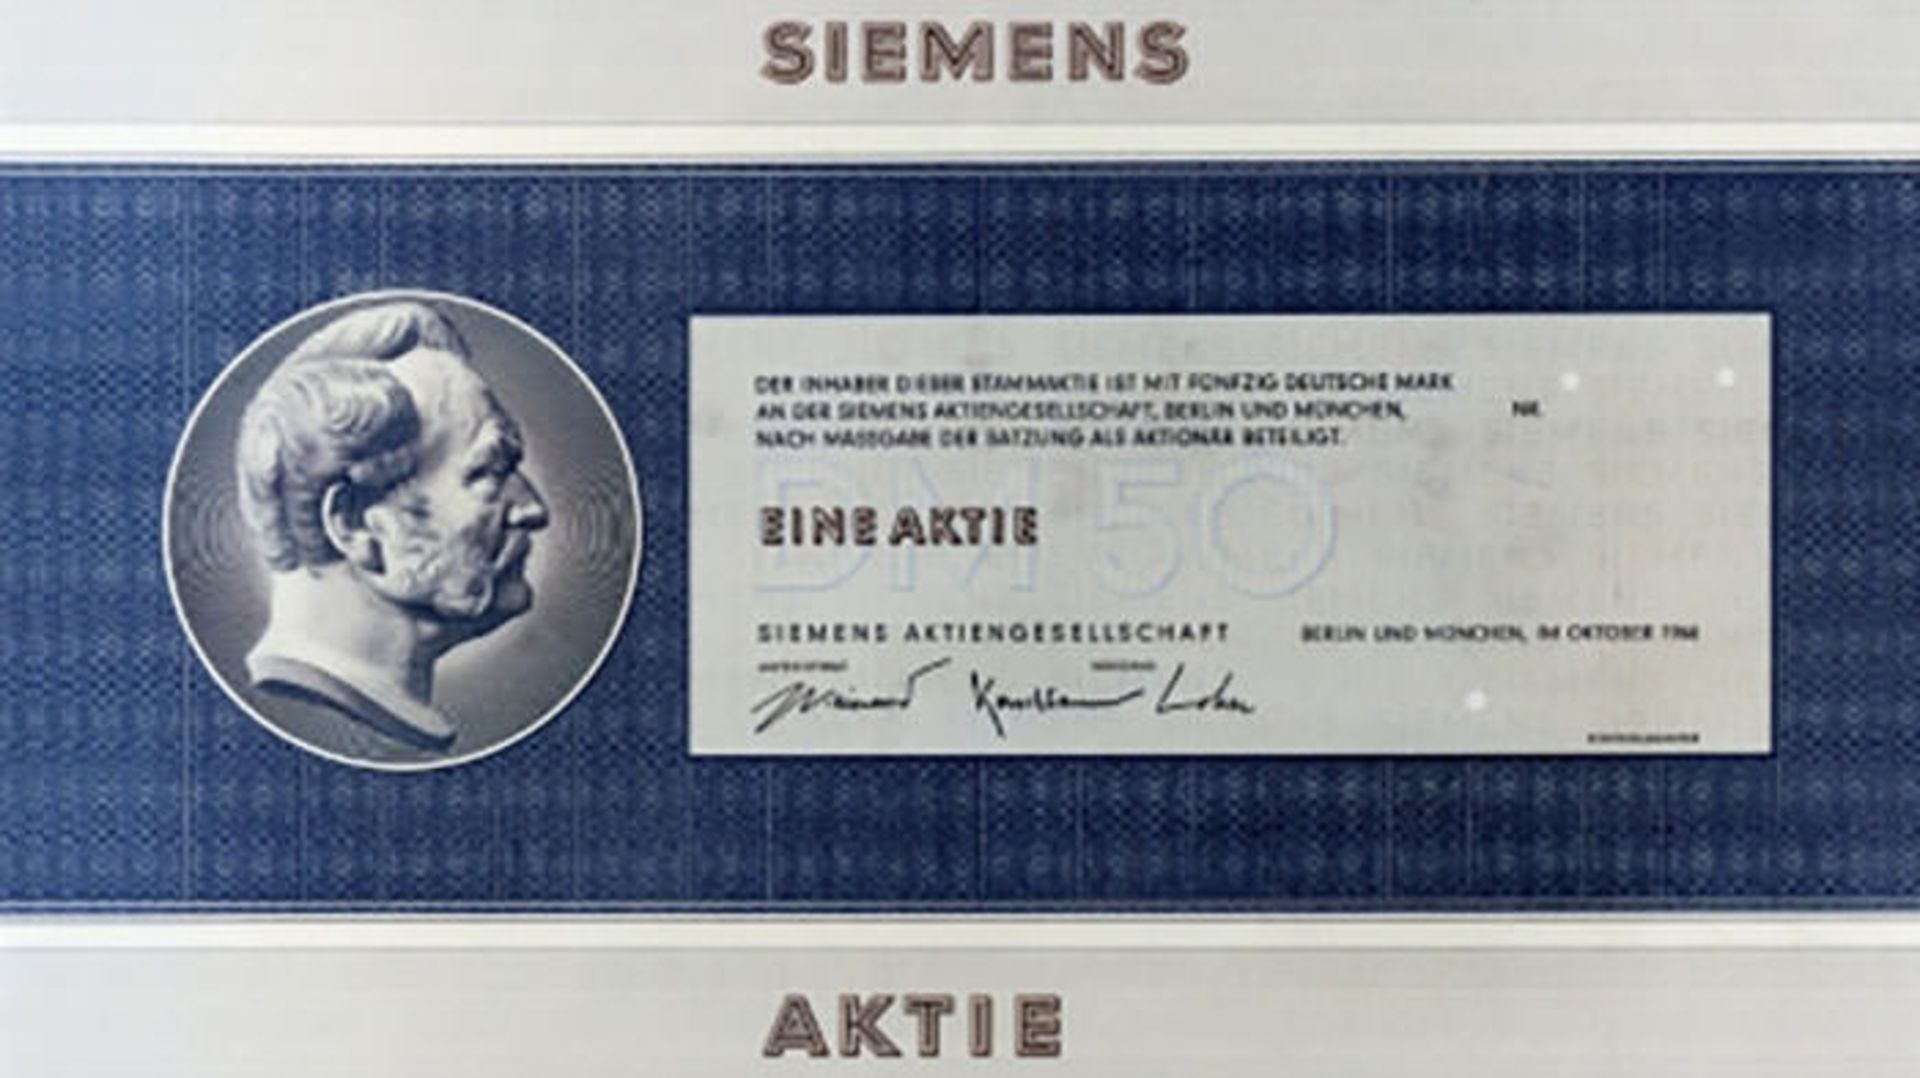 SIEMENS
DER INHABER DIESER STAMMAKTIE IST MIT FÜNFZIG DEUTSCHE MARK
AN DER SIEMENS AKTIENGESELLSCHAFT, BERLIN UND MÜNCHEN,
NR.
NACH MASSGABE DER SATZUNG ALS AKTIONÄR BETEILIGT.
DM 50
EINE AKTIE
SIEMENS AKTIENGESELLSCHAFT
BERLIN UND MÜNCHEN, IM OKTOBER
AKTIE